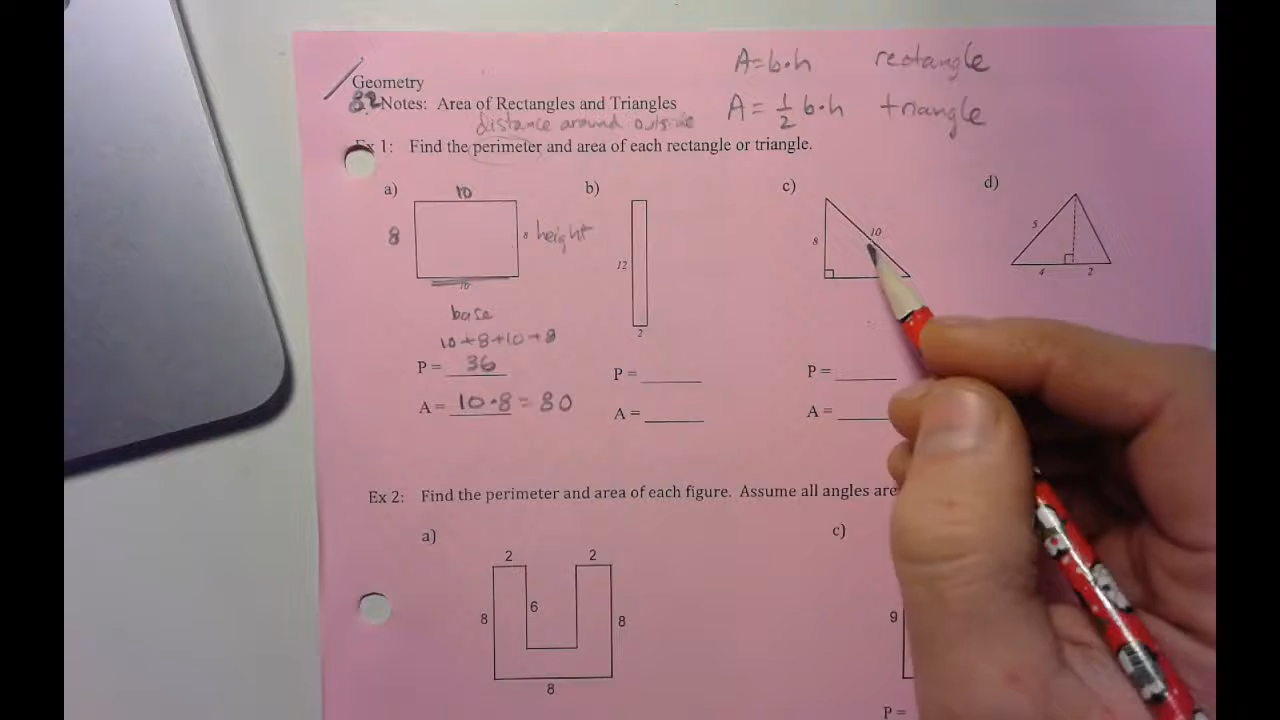 A=b·h rectangle
Geometry
3.2 Notes: Area of Rectangles and Triangles
A = 1/2 b·h triangle
distance around outside
Ex 1: Find the perimeter and area of each rectangle or triangle.
a) b) c) d)
10
8
8 height
10
base
10+8+10+8
P = 36
A = 10·8 = 80
12
2
P =
A =
8
10
P =
A =
5
4 2
Ex 2: Find the perimeter and area of each figure. Assume all angles are
a) c)
2 2
8 6 8
8
9
P =